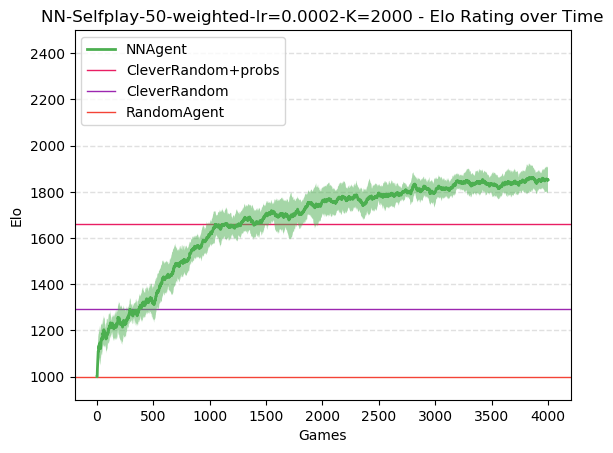 NN-Selfplay-50-weighted-lr=0.0002-K=2000 - Elo Rating over Time
NNAgent
CleverRandom+probs
CleverRandom
RandomAgent
2400
2200
2000
1800
1600
1400
1200
1000
Elo
0 500 1000 1500 2000 2500 3000 3500 4000
Games